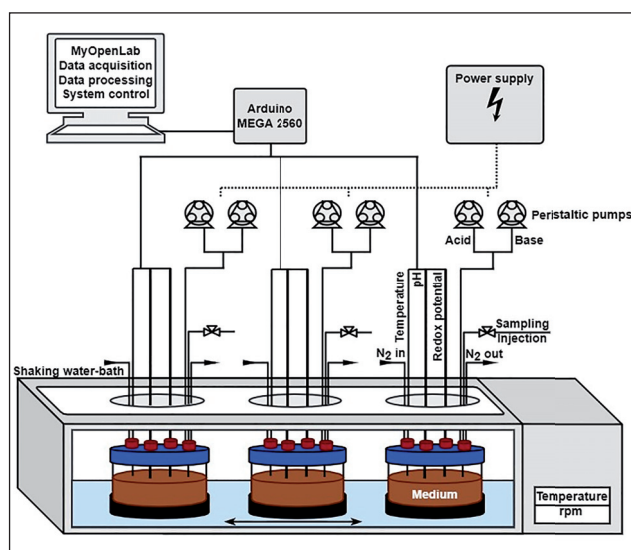 MyOpenLab
Data acquisition
Data processing
System control
Arduino
MEGA 2560
Power supply
Peristaltic pumps
Acid
Base
Temperature
pH
Redox potential
Sampling
Injection
N2 in
N2 out
Shaking water-bath
Medium
Temperature
rpm